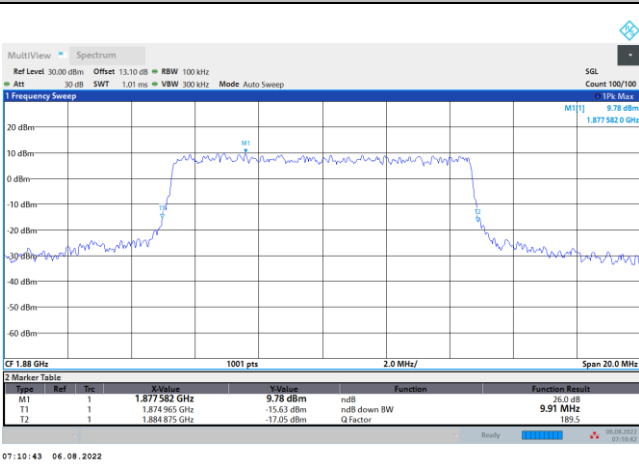 MultiView Spectrum
Ref Level 30.00 dBm Offset 13.10 dB RBW 100 kHz SGL
Att 30 dB SWT 1.01 ms VBW 300 kHz Mode Auto Sweep Count 100/100
1 Frequency Sweep 1Pk Max
M1[1] 9.78 dBm
1.877 582 0 GHz
20 dBm
M1
10 dBm
0 dBm
-10 dBm
T1 T2
-20 dBm
-30 dBm
-40 dBm
-50 dBm
-60 dBm
CF 1.88 GHz 1001 pts 2.0 MHz/ Span 20.0 MHz
2 Marker Table
Type Ref Trc X-Value Y-Value Function Function Result
M1 1 1.877 582 GHz 9.78 dBm ndB 26.0 dB
T1 1 1.874 965 GHz -15.63 dBm ndB down BW 9.91 MHz
T2 1 1.884 875 GHz -17.05 dBm Q Factor 189.5
Ready 06.08.2022
07:10:42
07:10:43 06.08.2022